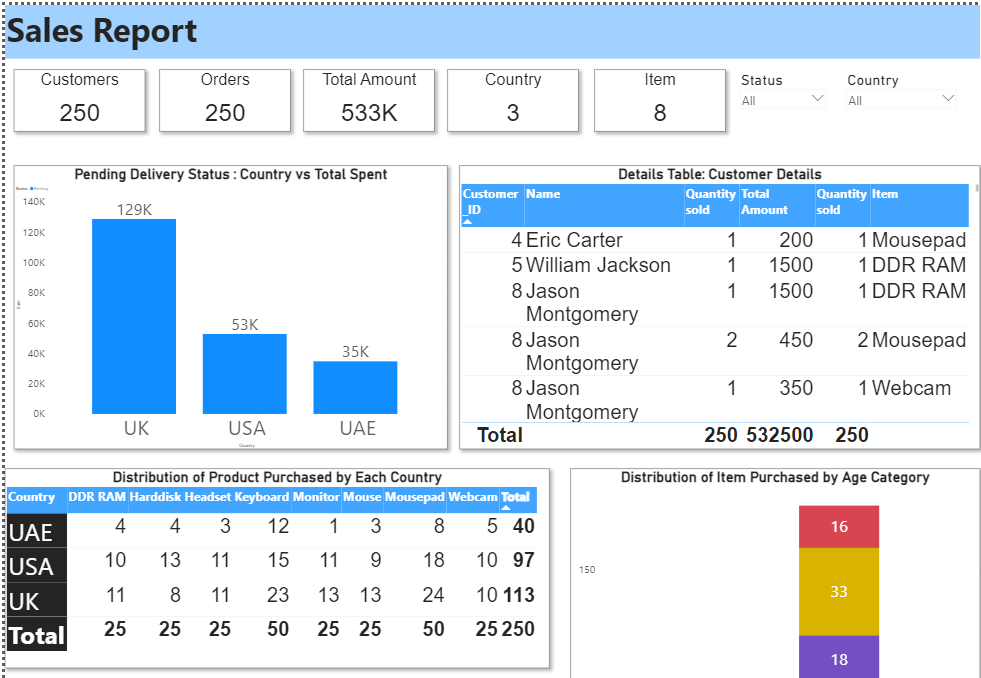 Sales Report
Customers
250
Orders
250
Total Amount
533K
Country
3
Item
8
Status
All
Country
All
Pending Delivery Status : Country vs Total Spent
Status Pending
140K
120K
100K
80K
60K
40K
20K
0K
129K
53K
35K
UK USA UAE
Country
Details Table: Customer Details
Customer _ID Name Quantity sold Total Amount Quantity sold Item
4 Eric Carter 1 200 1 Mousepad
5 William Jackson 1 1500 1 DDR RAM
8 Jason Montgomery 1 1500 1 DDR RAM
8 Jason Montgomery 2 450 2 Mousepad
8 Jason Montgomery 1 350 1 Webcam
Total 250 532500 250
Distribution of Product Purchased by Each Country
Country DDR RAM Harddisk Headset Keyboard Monitor Mouse Mousepad Webcam Total
UAE 4 4 3 12 1 3 8 5 40
USA 10 13 11 15 11 9 18 10 97
UK 11 8 11 23 13 13 24 10 113
Total 25 25 25 50 25 25 50 25 250
Distribution of Item Purchased by Age Category
150
16
33
18